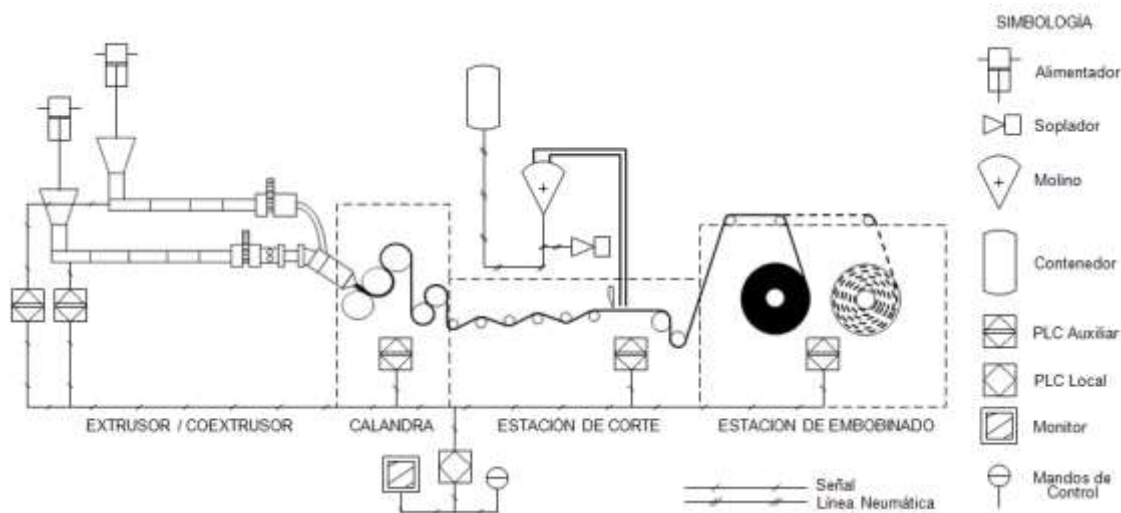 SIMBOLOGÍA
Alimentador
Soplador
Molino
Contenedor
PLC Auxiliar
PLC Local
Monitor
Mandos de
Control
EXTRUSOR / COEXTRUSOR
CALANDRA
ESTACIÓN DE CORTE
ESTACION DE EMBOBINADO
Señal
Línea Neumática